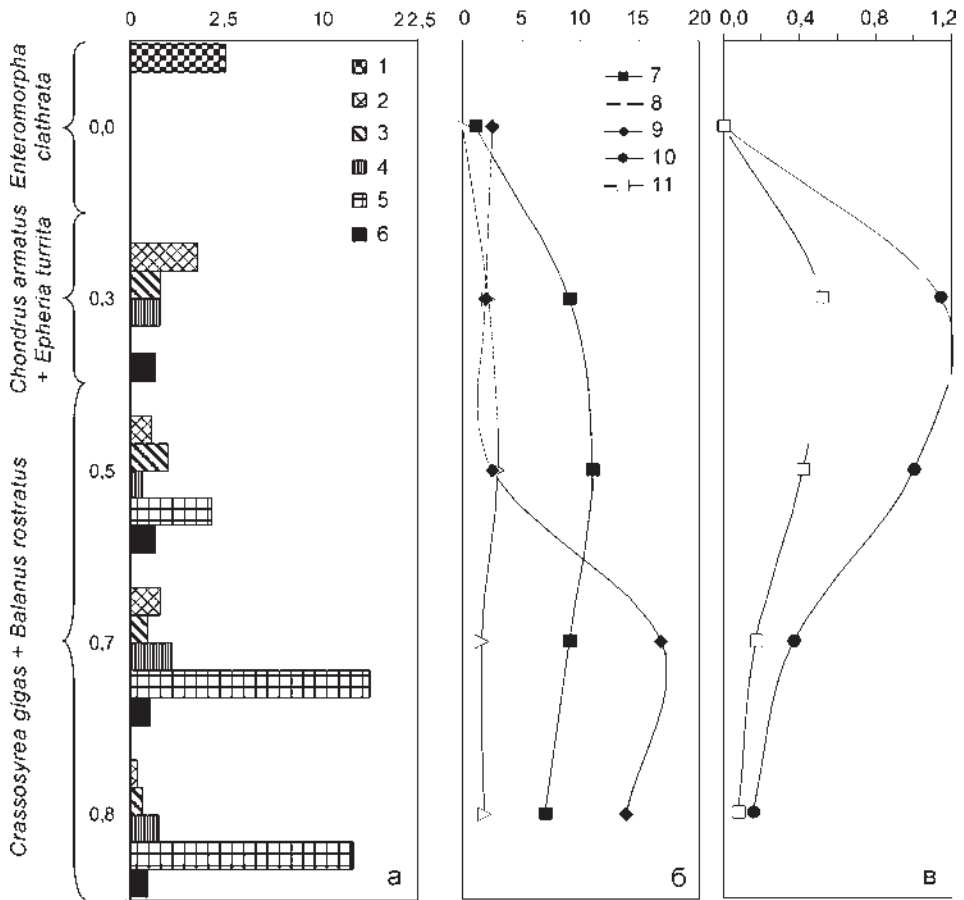 0 2,5 10 22,5
0 5 10 15 20
0,0 0,4 0,8 1,2
Enteromorpha
clathrata
Chondrus armatus
+ Epheria turrita
Crassosyrea gigas + Balanus rostratus
0,0
0,3
0,5
0,7
0,8
1
2
3
4
5
6
а
7
8
9
10
11
б
в